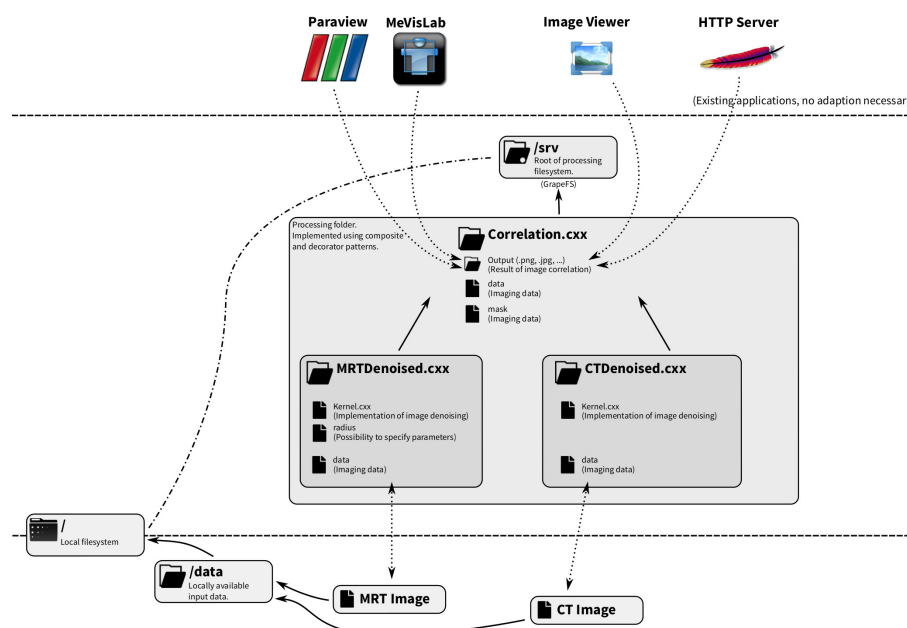 Paraview
MeVisLab
Image Viewer
HTTP Server
(Existing applications, no adaption necessar
/srv
Root of processing
filesystem.
(GrapeFS)
Processing folder.
Implemented using composite
and decorator patterns.
Correlation.cxx
Output (.png, .jpg, ...)
(Result of image correlation)
data
(Imaging data)
mask
(Imaging data)
MRTDenoised.cxx
Kernel.cxx
(Implementation of image denoising)
radius
(Possibility to specify parameters)
data
(Imaging data)
CTDenoised.cxx
Kernel.cxx
(Implementation of image denoising)
data
(Imaging data)
/
Local filesystem
/data
Locally available
input data.
MRT Image
CT Image